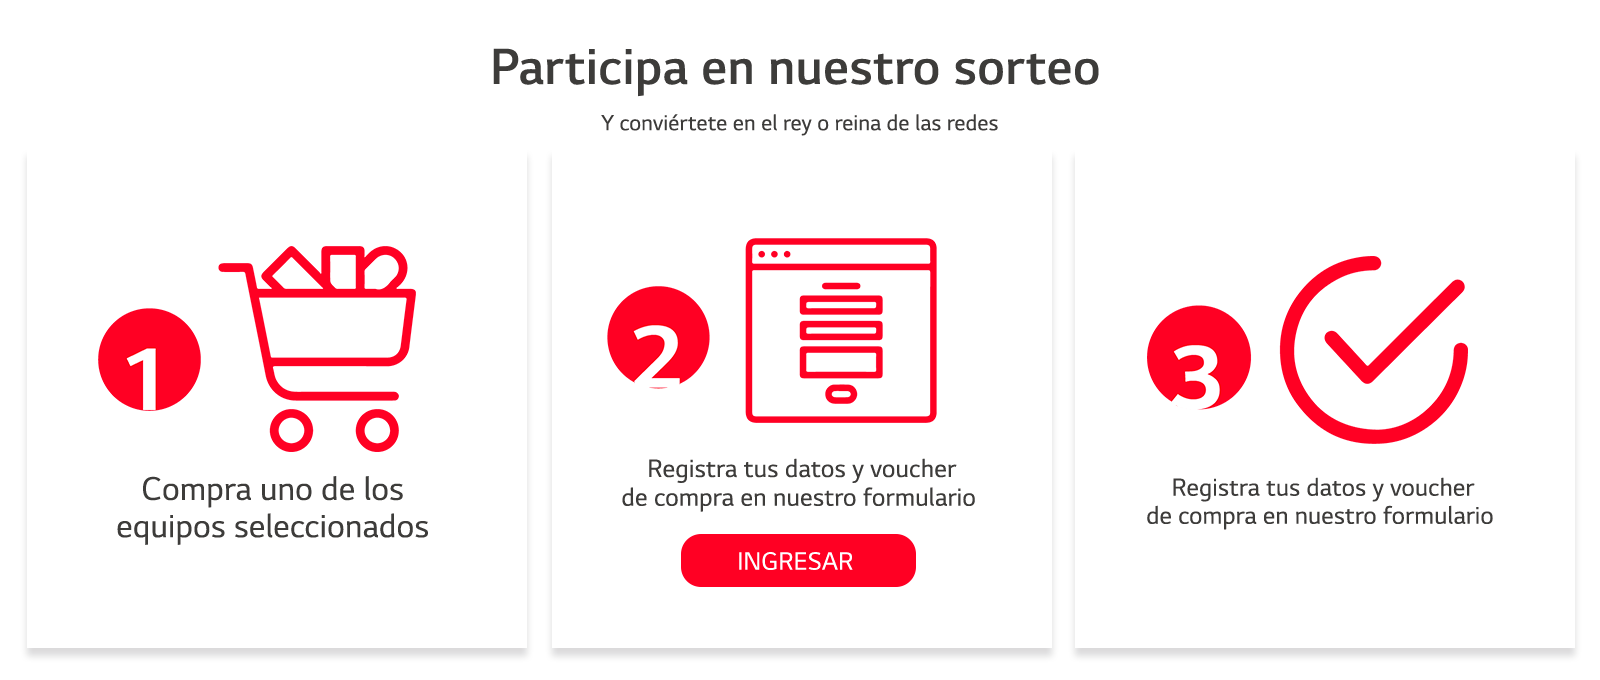 Participa en nuestro sorteo
Y conviértete en el rey o reina de las redes
1
Compra uno de los
equipos seleccionados
2
Registra tus datos y voucher
de compra en nuestro formulario
INGRESAR
3
Registra tus datos y voucher
de compra en nuestro formulario